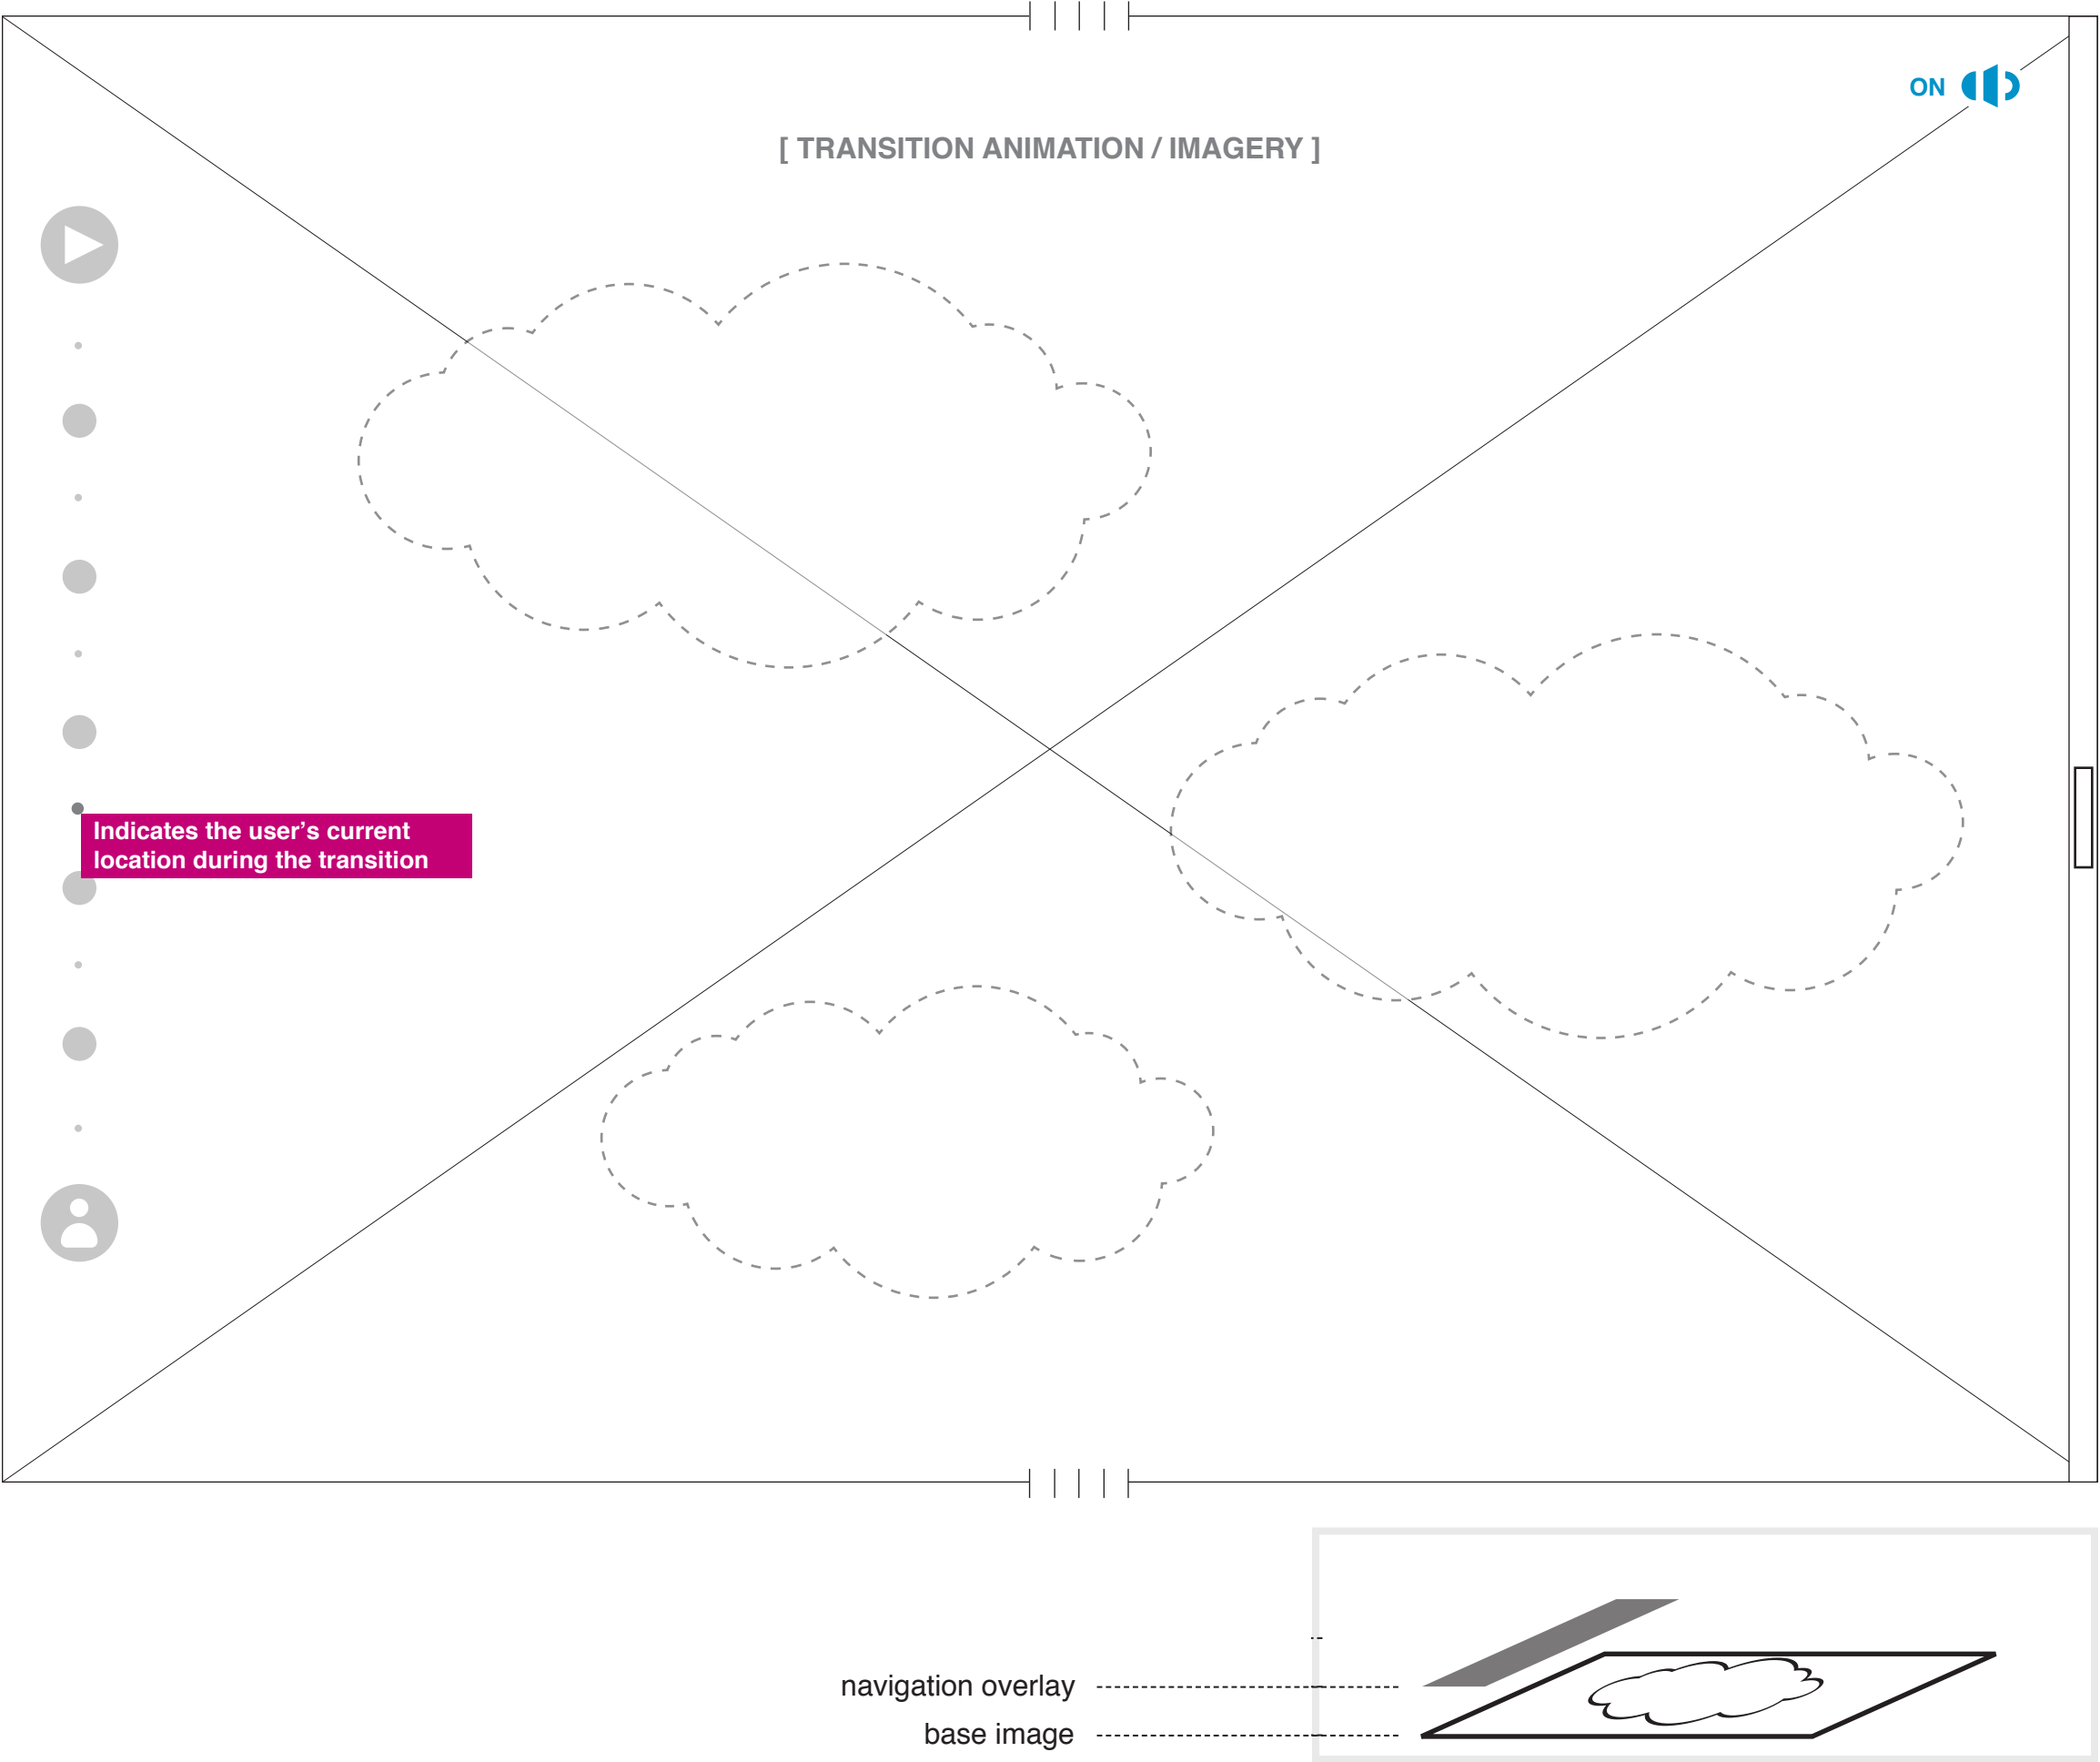 ON
[ TRANSITION ANIMATION / IMAGERY ]
Indicates the user’s current
location during the transition
navigation overlay
base image